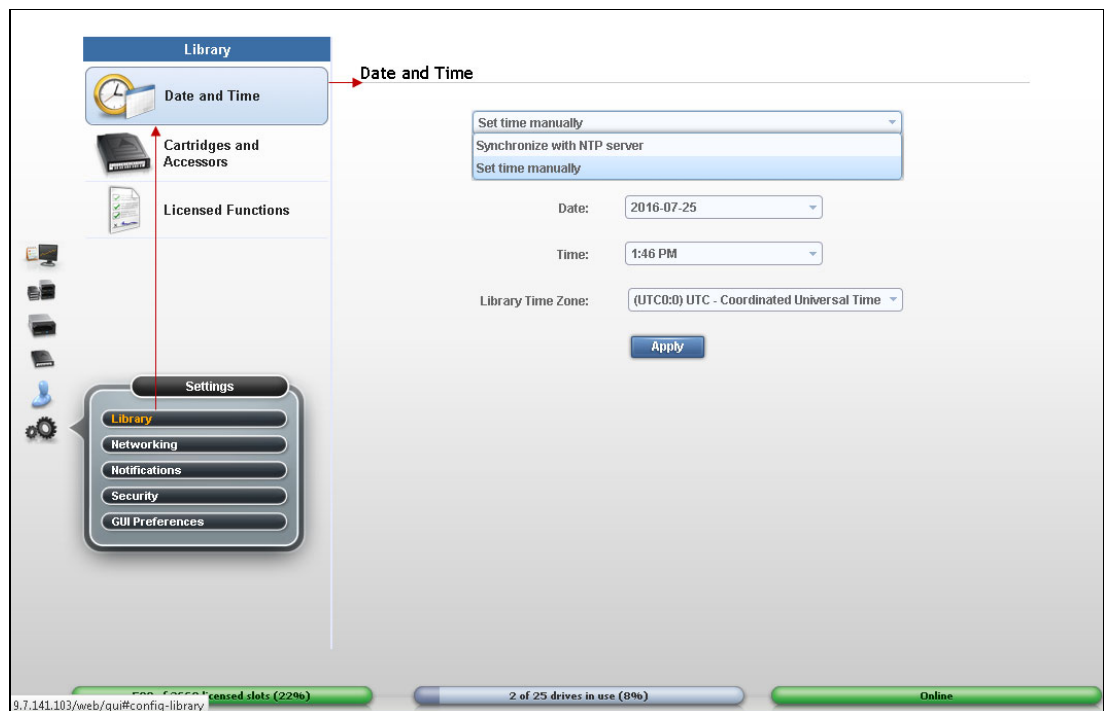 Library
Date and Time
Cartridges and
Accessors
Licensed Functions
Date and Time
Set time manually
Synchronize with NTP server
Set time manually
Date:
2016-07-25
Time:
1:46 PM
Library Time Zone:
(UTC0:0) UTC - Coordinated Universal Time
Apply
Settings
Library
Networking
Notifications
Security
GUI Preferences
licensed slots (22%)
2 of 25 drives in use (8%)
Online
9.7.141.103/web/gui#config-library